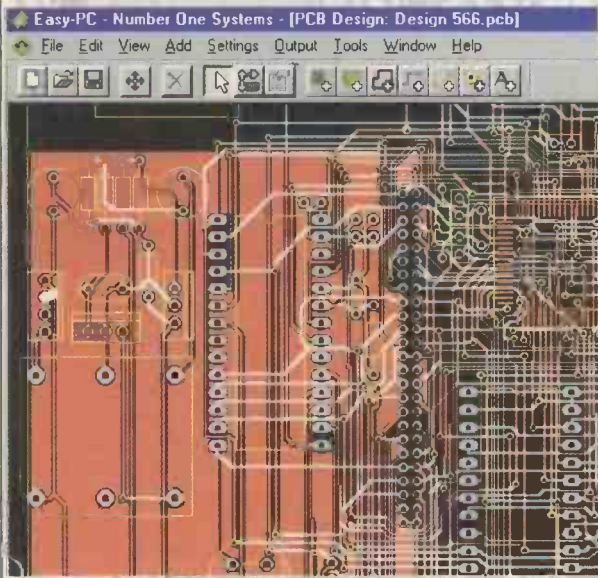 Easy-PC - Number One Systems - [PCB Design: Design 566.pcb]
File Edit View Add Settings Output Tools Window Help
A